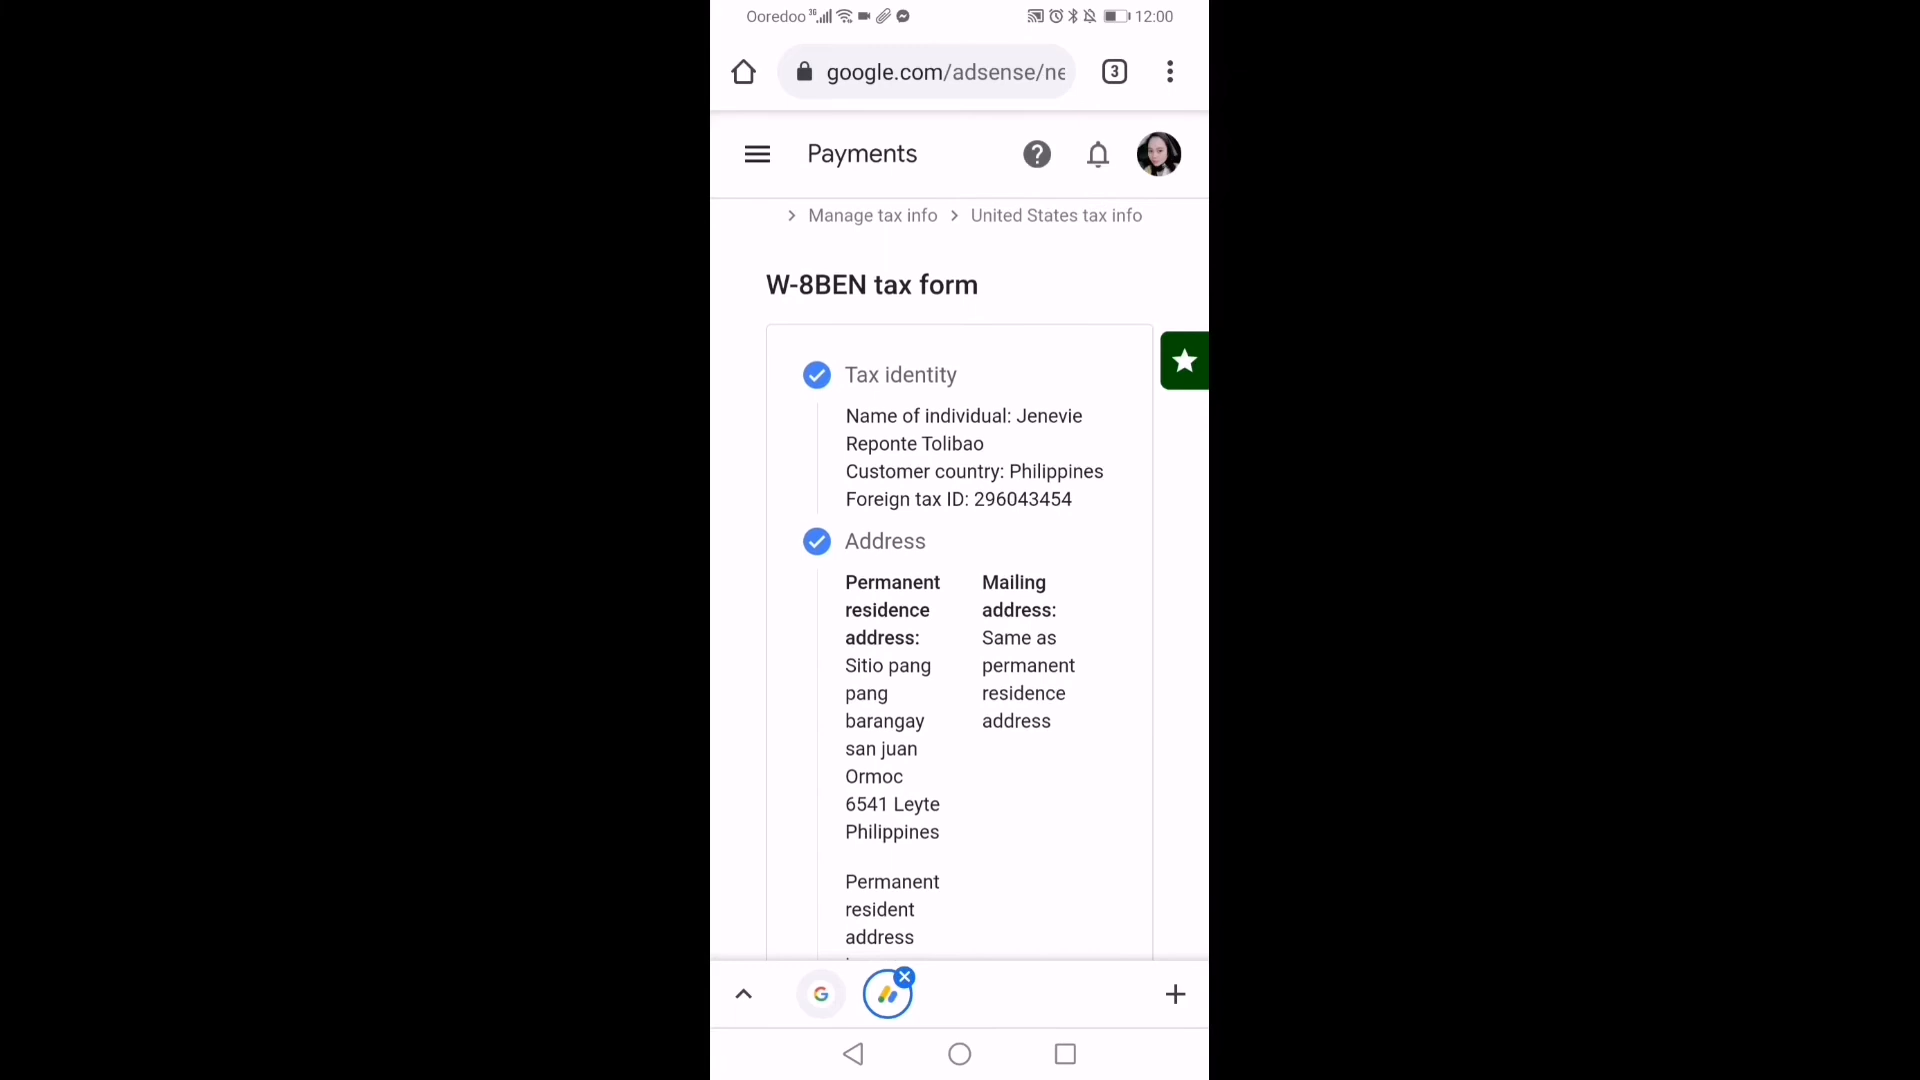 Ooredoo 3G 12:00
google.com/adsense/ne 3
Payments
> Manage tax info > United States tax info
W-8BEN tax form
Tax identity
Name of individual: Jenevie
Reponte Tolibao
Customer country: Philippines
Foreign tax ID: 296043454
Address
Permanent
residence
address:
Sitio pang
pang
barangay
san juan
Ormoc
6541 Leyte
Philippines
Mailing
address:
Same as
permanent
residence
address
Permanent
resident
address